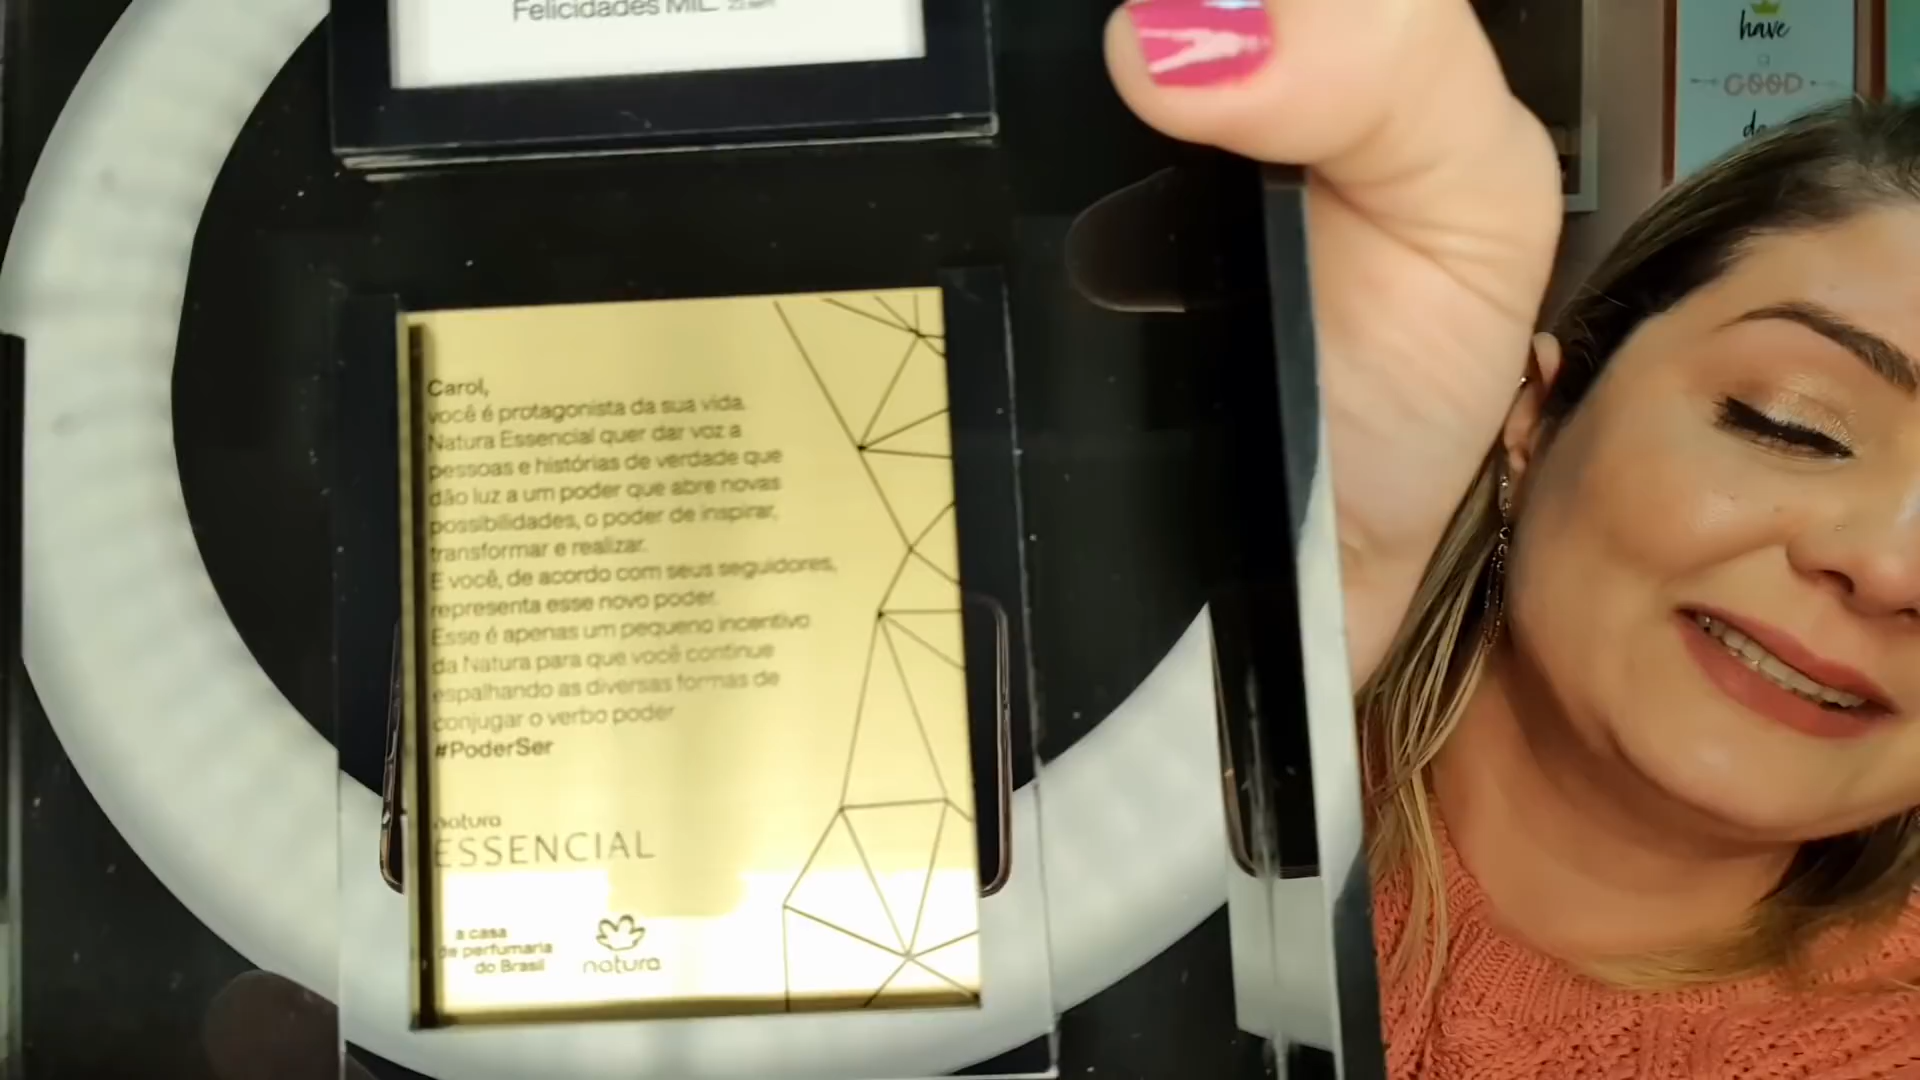 Felicidades MIL
have
a
GOOD
Carol,
você é protagonista da sua vida.
Natura Essencial quer dar voz a
pessoas e histórias de verdade que
dão luz a um poder que abre novas
possibilidades, o poder de inspirar,
transformar e realizar.
E você, de acordo com seus seguidores,
representa esse novo poder.
Esse é apenas um pequeno incentivo
da Natura para que você continue
espalhando as diversas formas de
conjugar o verbo poder
#PoderSer
natura
ESSENCIAL
a casa
de perfumaria
do Brasil
natura